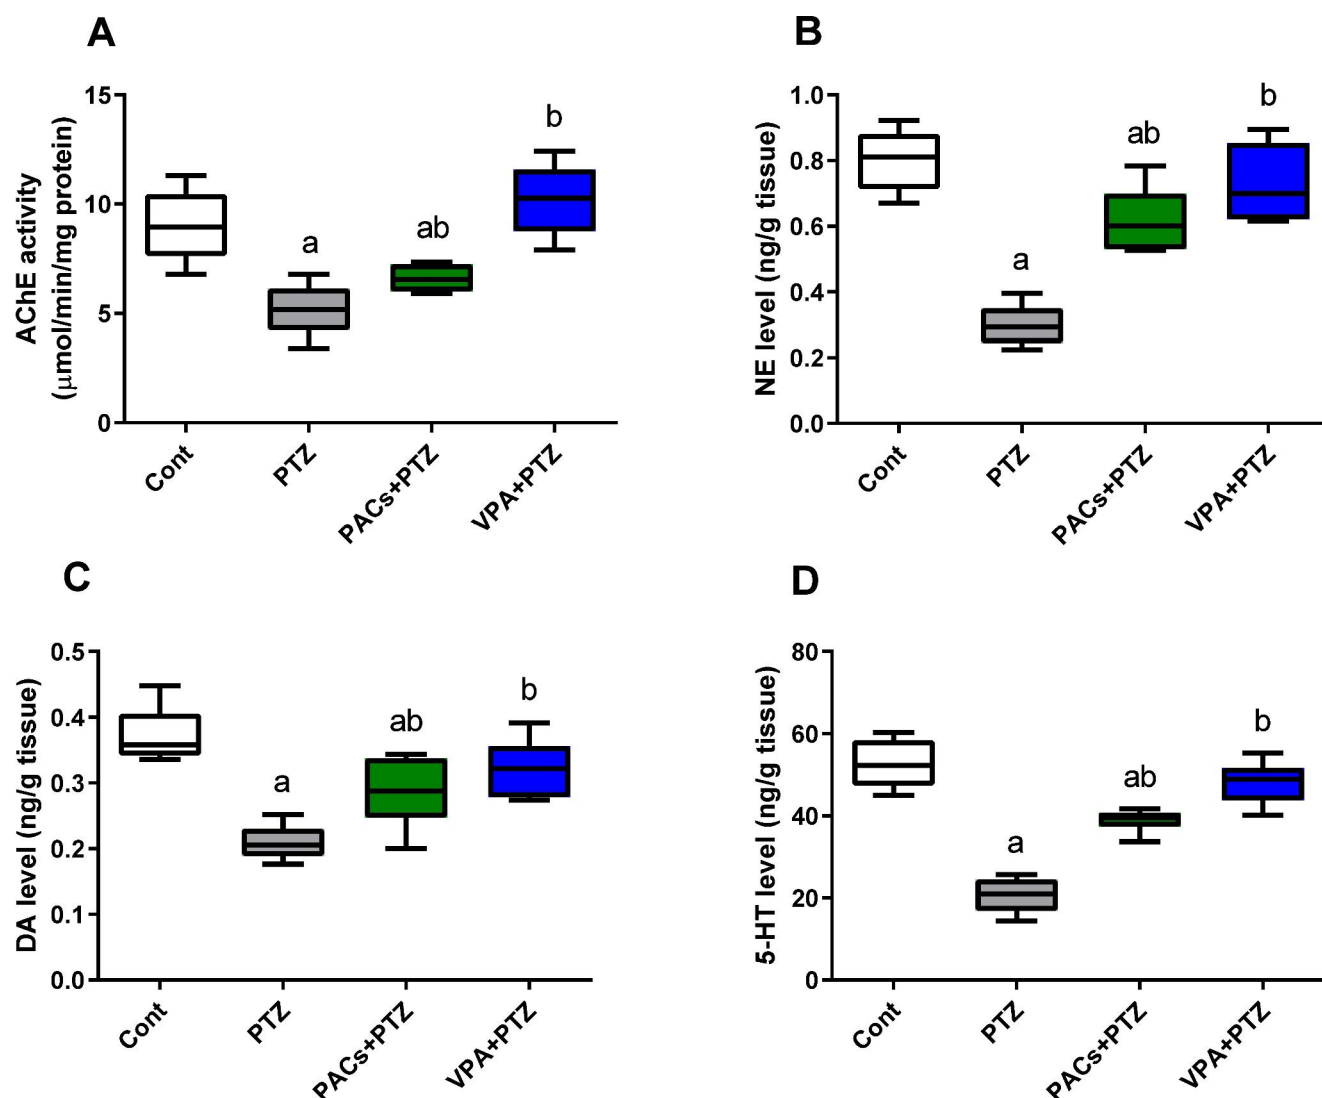 A
AChE activity
(μmol/min/mg protein)
15
10
5
0
a
ab
b
Cont
PTZ
PACs+PTZ
VPA+PTZ
B
NE level (ng/g tissue)
1.0
0.8
0.6
0.4
0.2
0.0
a
ab
b
Cont
PTZ
PACs+PTZ
VPA+PTZ
C
DA level (ng/g tissue)
0.5
0.4
0.3
0.2
0.1
0.0
a
ab
b
Cont
PTZ
PACs+PTZ
VPA+PTZ
D
5-HT level (ng/g tissue)
80
60
40
20
0
a
ab
b
Cont
PTZ
PACs+PTZ
VPA+PTZ